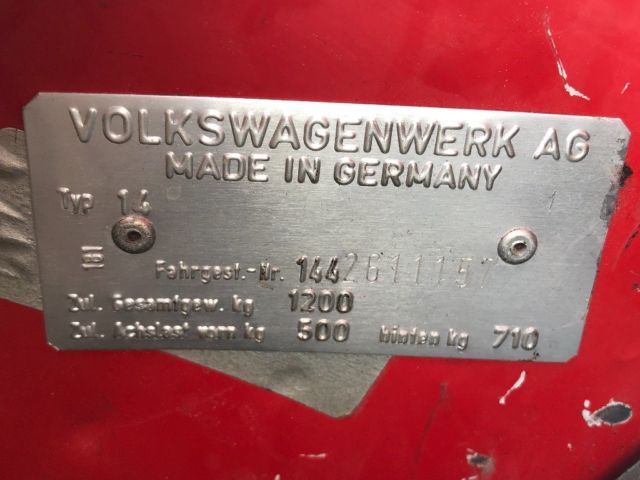 VOLKSWAGENWERK AG
MADE IN GERMANY
Typ 14
Fahrgest.-Nr. 1442611157
Zul. Gesamtgew. kg 1200
Zul. Achslast vorn kg 500 hinten kg 710